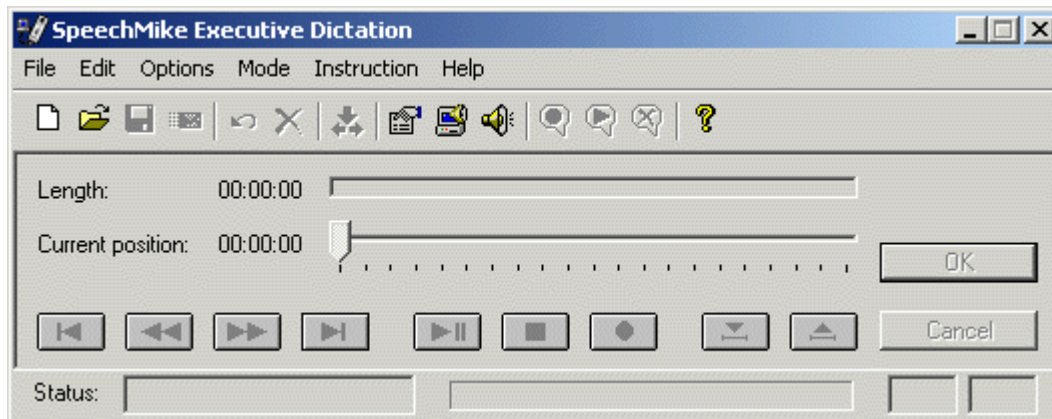 SpeechMike Executive Dictation
File Edit Options Mode Instruction Help
Length: 00:00:00
Current position: 00:00:00
OK
Cancel
Status: